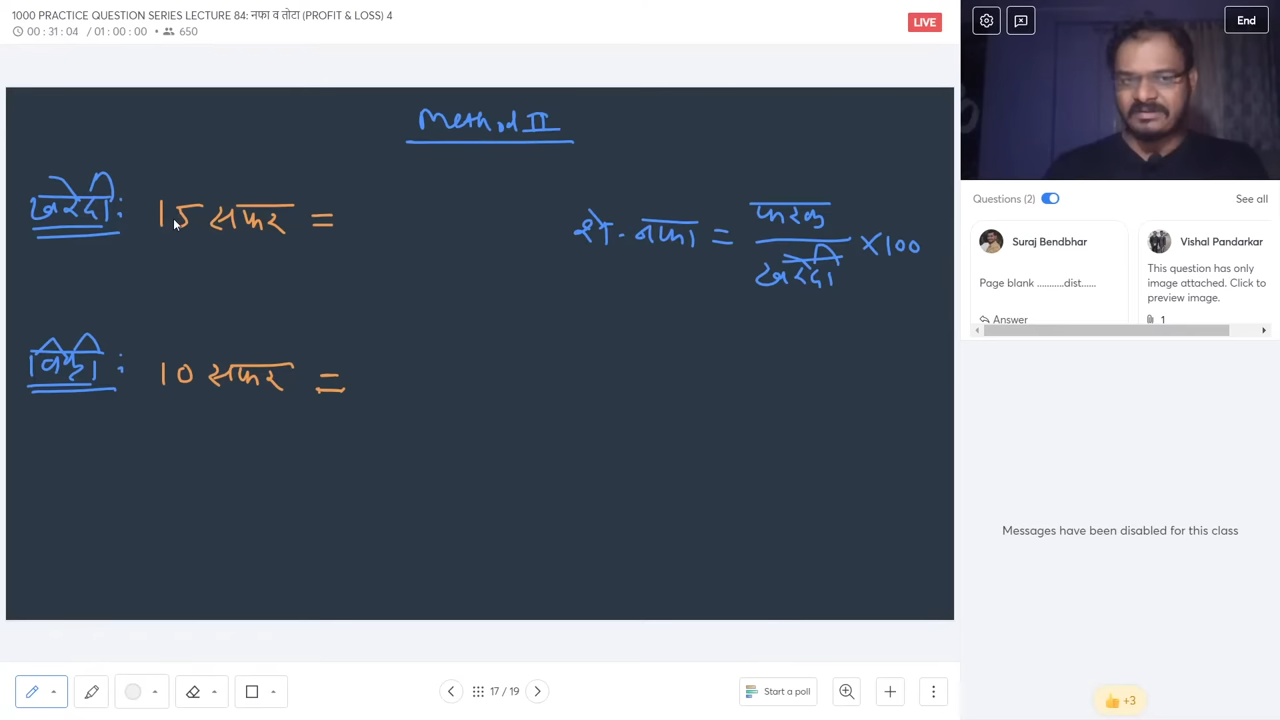 1000 PRACTICE QUESTION SERIES LECTURE 84: नफा व तोटा (PROFIT & LOSS) 4
00 : 31 : 04 / 01 : 00 : 00 • 650
LIVE
End
Method II
खरेदी:
15 सफर =
शे. नफा = फरक / खरेदी × 100
विक्री:
10 सफर =
Questions (2)
See all
Suraj Bendbhar
Page blank ...........dist......
Answer
Vishal Pandarkar
This question has only
image attached. Click to
preview image.
1
Messages have been disabled for this class
17 / 19
Start a poll
+3